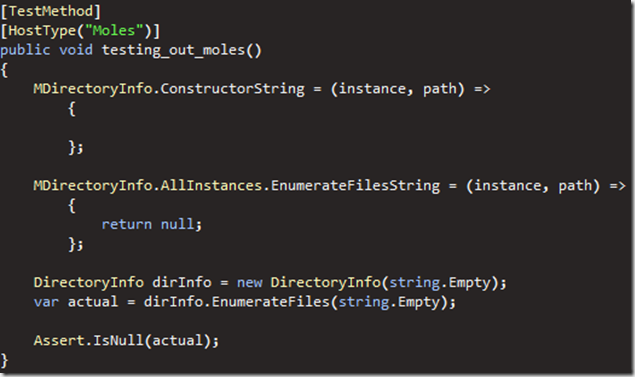 [TestMethod]
[HostType("Moles")]
public void testing_out_moles()
{
    MDirectoryInfo.ConstructorString = (instance, path) =>
        {

        };

    MDirectoryInfo.AllInstances.EnumerateFilesString = (instance, path) =>
        {
            return null;
        };

    DirectoryInfo dirInfo = new DirectoryInfo(string.Empty);
    var actual = dirInfo.EnumerateFiles(string.Empty);

    Assert.IsNull(actual);
}